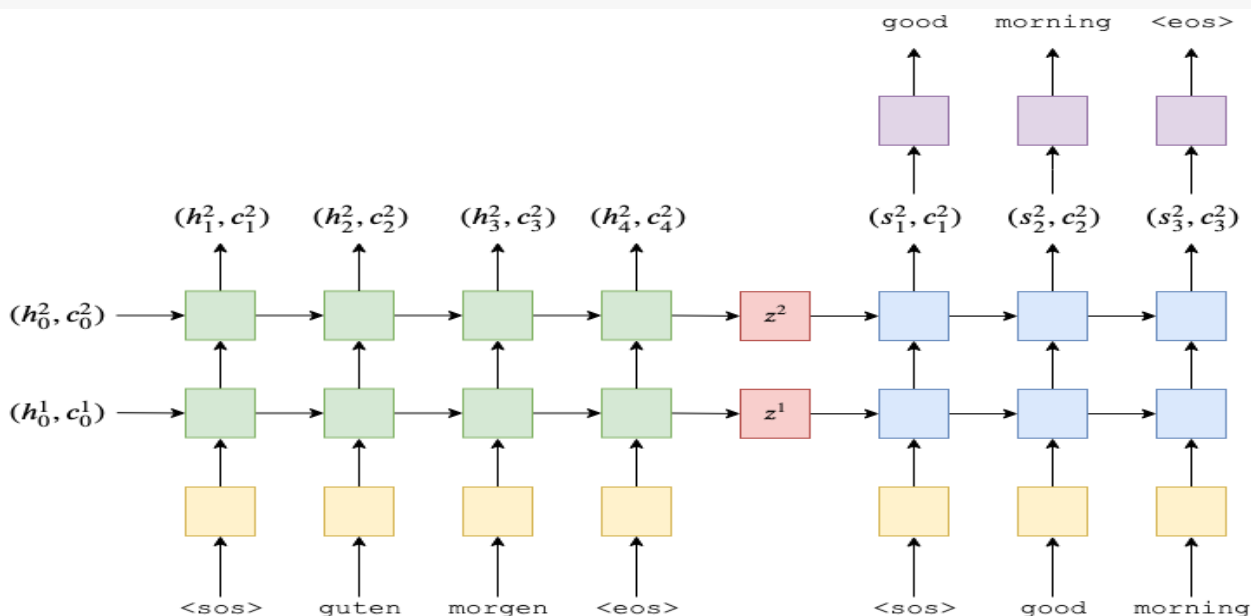 good morning <eos>
(h_1^2, c_1^2) (h_2^2, c_2^2) (h_3^2, c_3^2) (h_4^2, c_4^2) (s_1^2, c_1^2) (s_2^2, c_2^2) (s_3^2, c_3^2)
(h_0^2, c_0^2) z^2
(h_0^1, c_0^1) z^1
<sos> guten morgen <eos> <sos> good morning